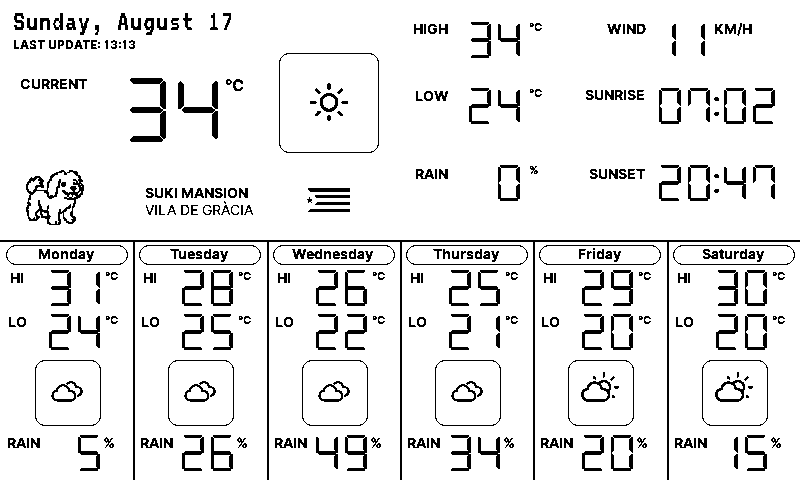 Sunday, August 17
LAST UPDATE: 13:13
CURRENT 34 °C
HIGH 34 °C
LOW 24 °C
RAIN 0 %
WIND 11 KM/H
SUNRISE 07:02
SUNSET 20:47
SUKI MANSION
VILA DE GRÀCIA
Monday
HI 31 °C
LO 24 °C
RAIN 5 %
Tuesday
HI 28 °C
LO 25 °C
RAIN 26 %
Wednesday
HI 26 °C
LO 22 °C
RAIN 49 %
Thursday
HI 25 °C
LO 21 °C
RAIN 34 %
Friday
HI 29 °C
LO 20 °C
RAIN 20 %
Saturday
HI 30 °C
LO 20 °C
RAIN 15 %